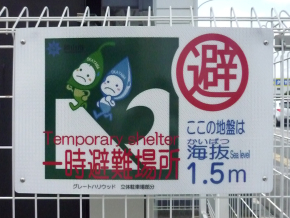 避
Temporary shelter
一時避難場所
グレートハリウッド 立体駐車場部分
ここの地盤は
かいばつ
海抜 Sea level
1.5m